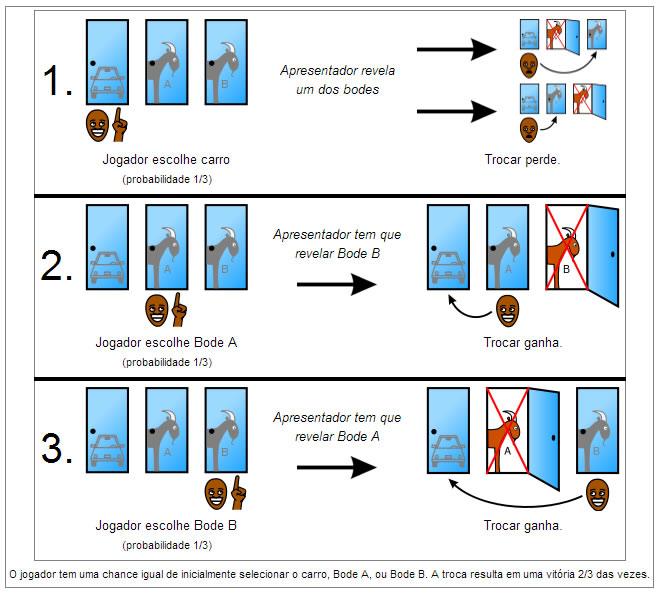 1.
A
B
Apresentador revela
um dos bodes
Jogador escolhe carro
(probabilidade 1/3)
Trocar perde.
2.
A
B
Apresentador tem que
revelar Bode B
A
B
Jogador escolhe Bode A
(probabilidade 1/3)
Trocar ganha.
3.
A
B
Apresentador tem que
revelar Bode A
A
B
Jogador escolhe Bode B
(probabilidade 1/3)
Trocar ganha.
O jogador tem uma chance igual de inicialmente selecionar o carro, Bode A, ou Bode B. A troca resulta em uma vitória 2/3 das vezes.